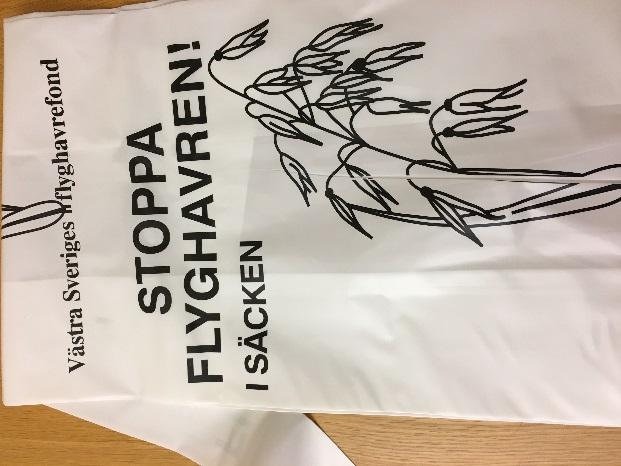 Västra Sveriges flyghavrefond
STOPPA
FLYGHAVREN!
I SÄCKEN